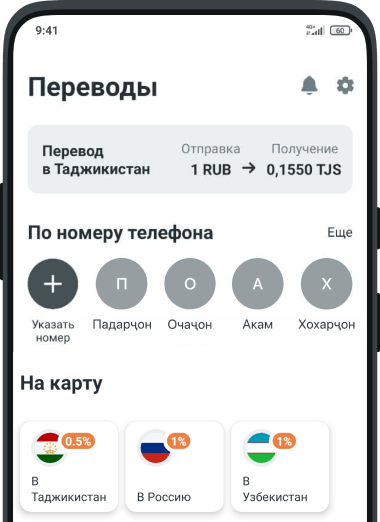 9:41 4G+ 60
Переводы
Перевод
в Таджикистан
Отправка Получение
1 RUB → 0,1550 TJS
По номеру телефона Еще
П О А Х
Указать
номер
Падарҷон Очаҷон Акам Хохарҷон
На карту
0.5% 1% 1%
В
Таджикистан
В Россию
В
Узбекистан